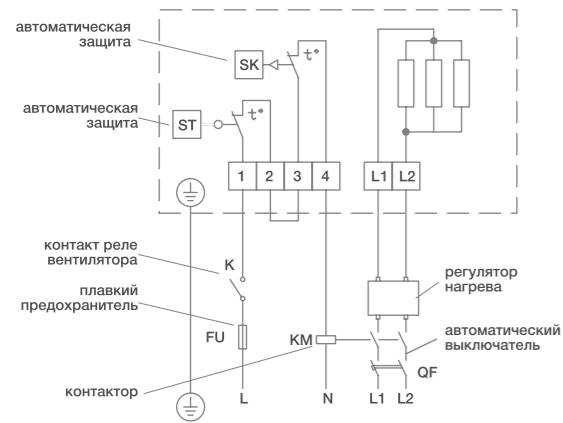 автоматическая
защита
SK
t°
автоматическая
защита
ST
t°
1 2 3 4 L1 L2
контакт реле
вентилятора
K
регулятор
нагрева
плавкий
предохранитель
FU
KM
автоматический
выключатель
QF
контактор
L N L1 L2